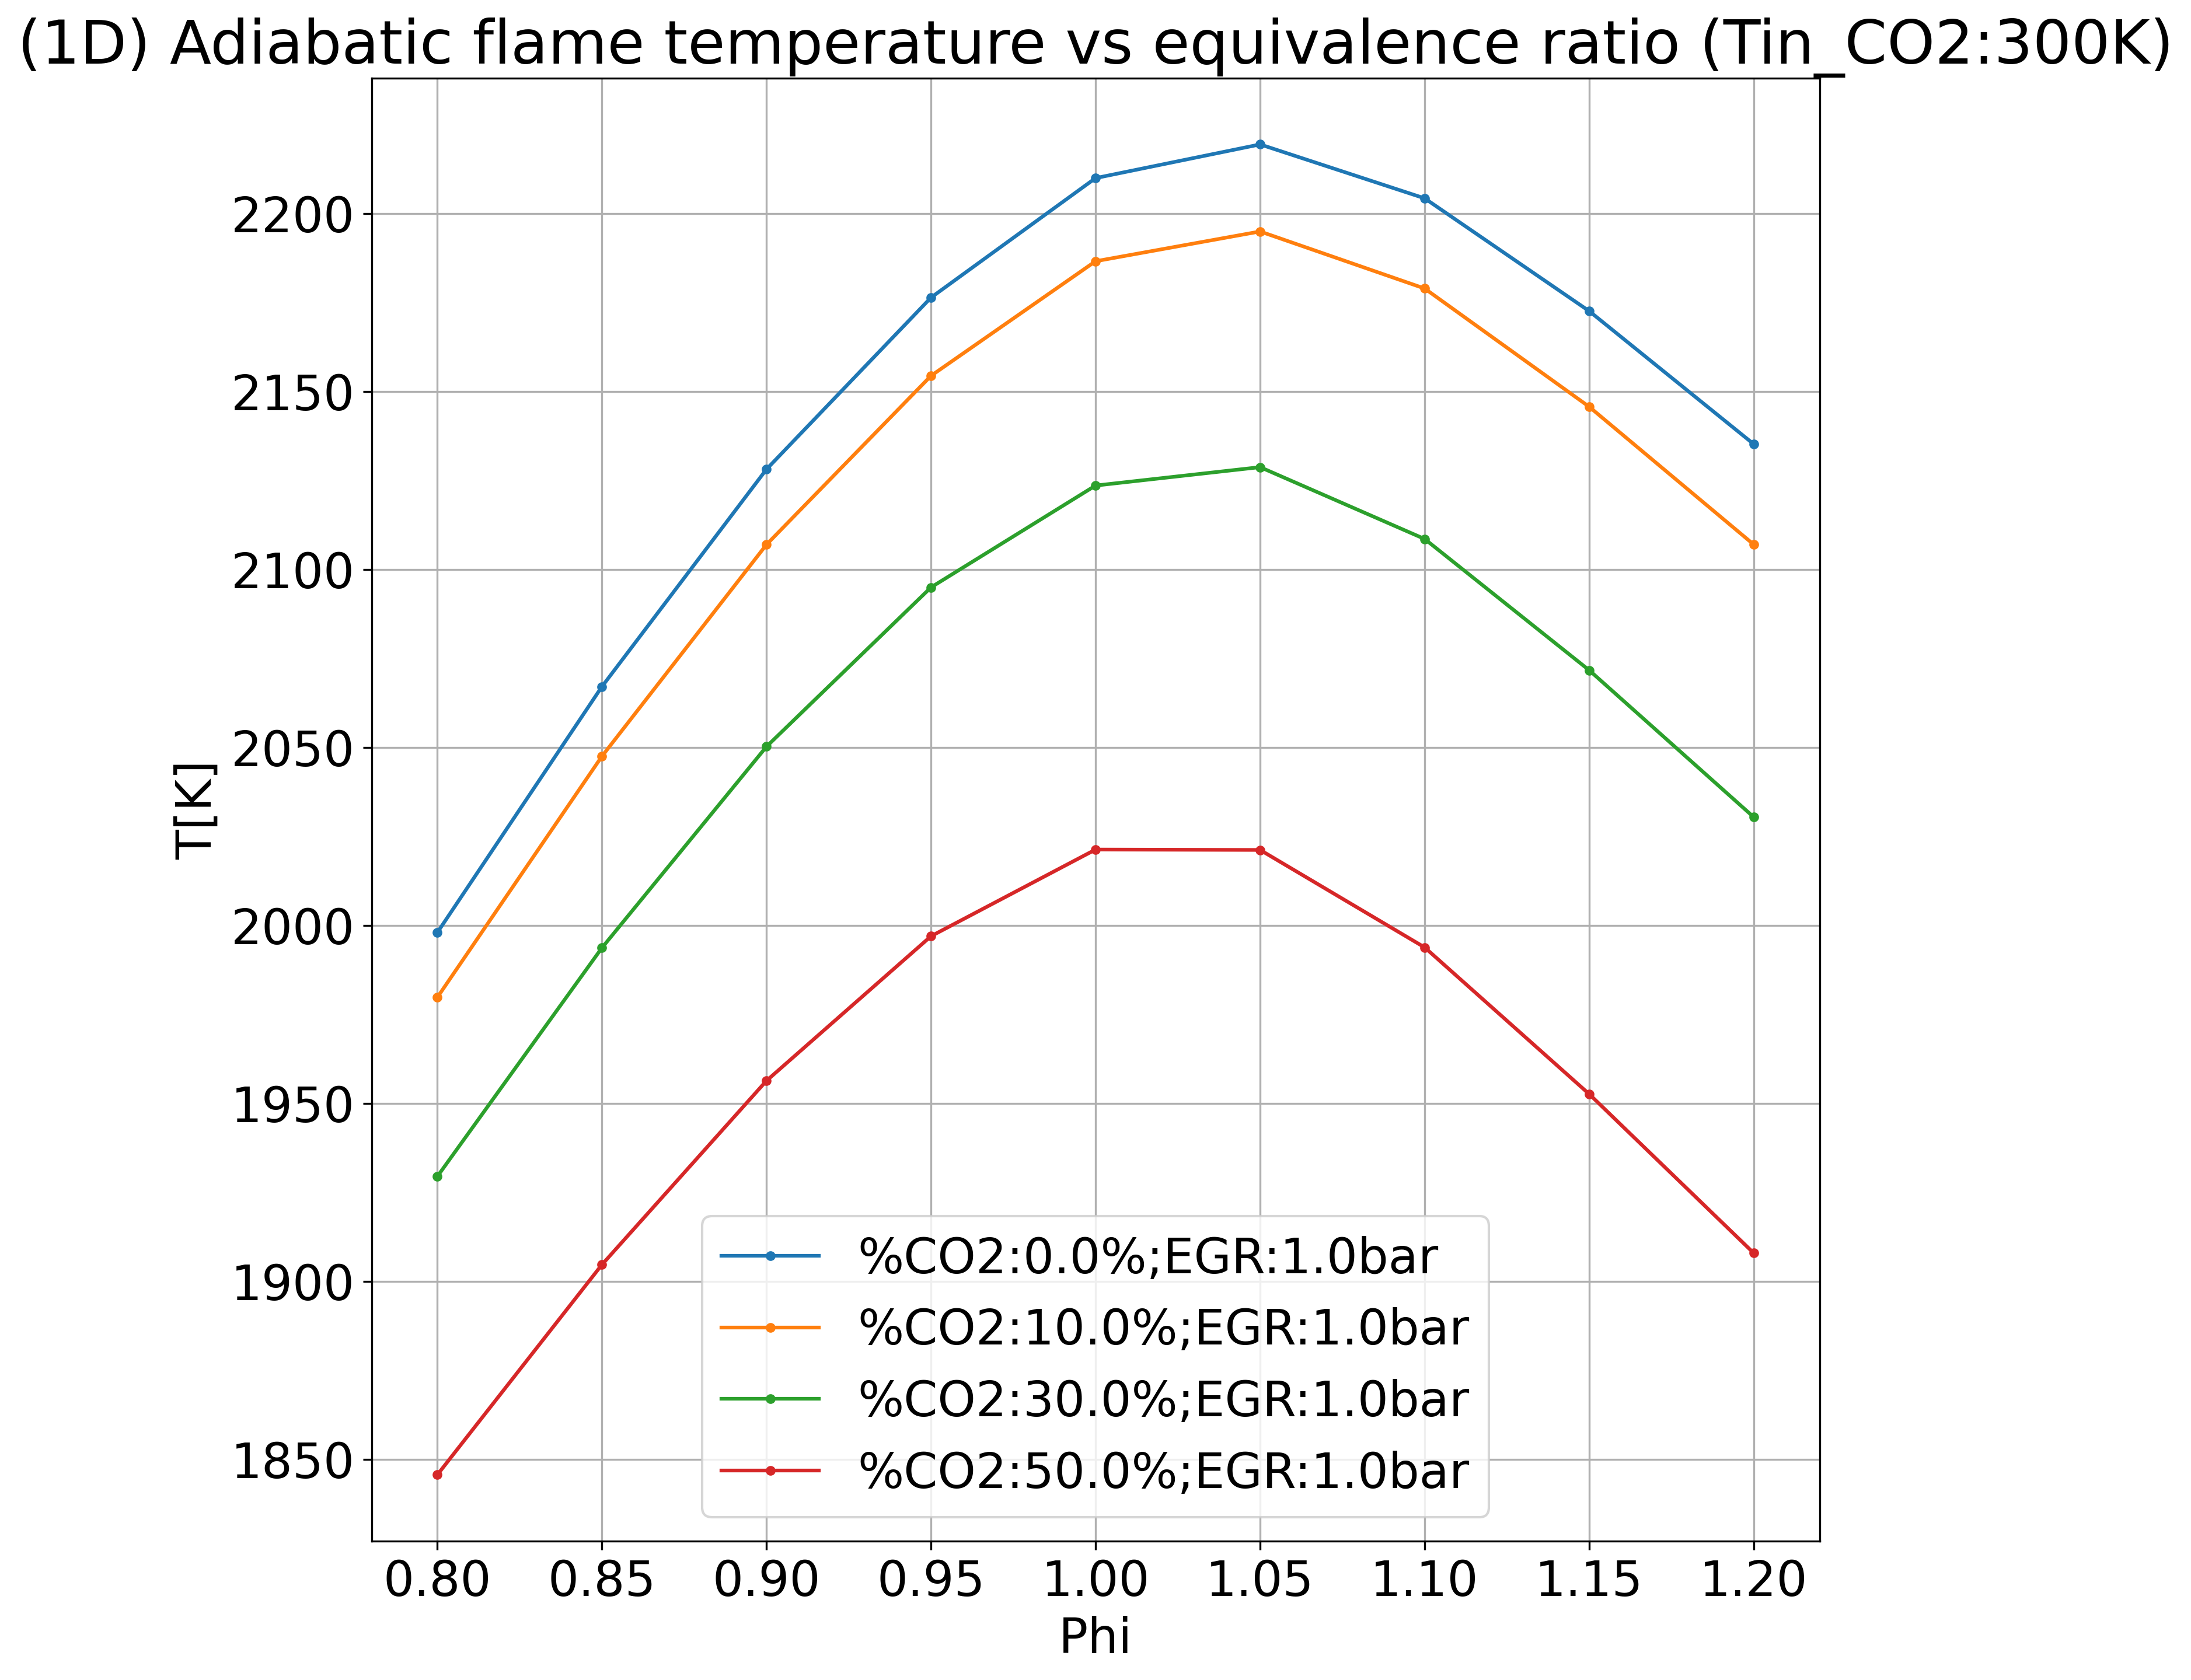 (1D) Adiabatic flame temperature vs equivalence ratio (Tin_CO2:300K)
T[K]
2200
2150
2100
2050
2000
1950
1900
1850
%CO2:0.0%;EGR:1.0bar
%CO2:10.0%;EGR:1.0bar
%CO2:30.0%;EGR:1.0bar
%CO2:50.0%;EGR:1.0bar
0.80 0.85 0.90 0.95 1.00 1.05 1.10 1.15 1.20
Phi